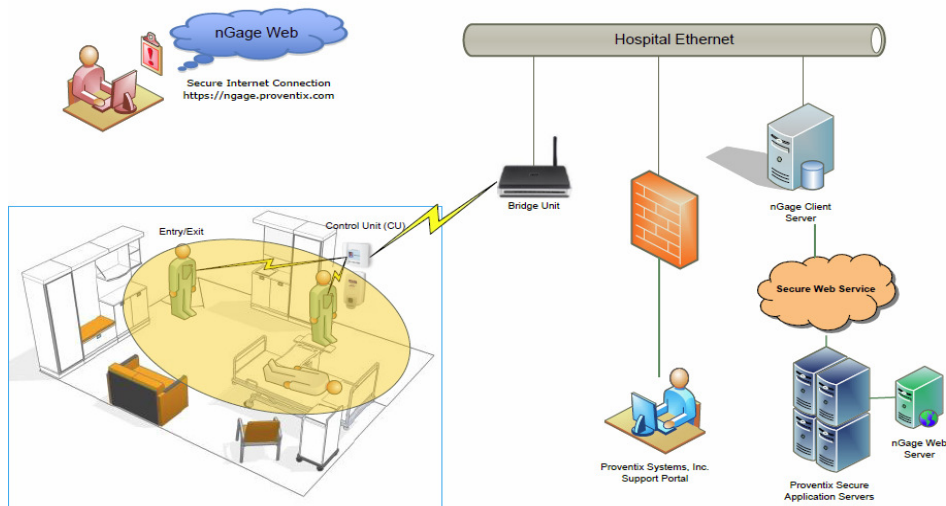 nGage Web
Secure Internet Connection
https://ngage.proventix.com
Hospital Ethernet
Bridge Unit
nGage Client
Server
Entry/Exit
Control Unit (CU)
Secure Web Service
Proventix Systems, Inc.
Support Portal
nGage Web
Server
Proventix Secure
Application Servers